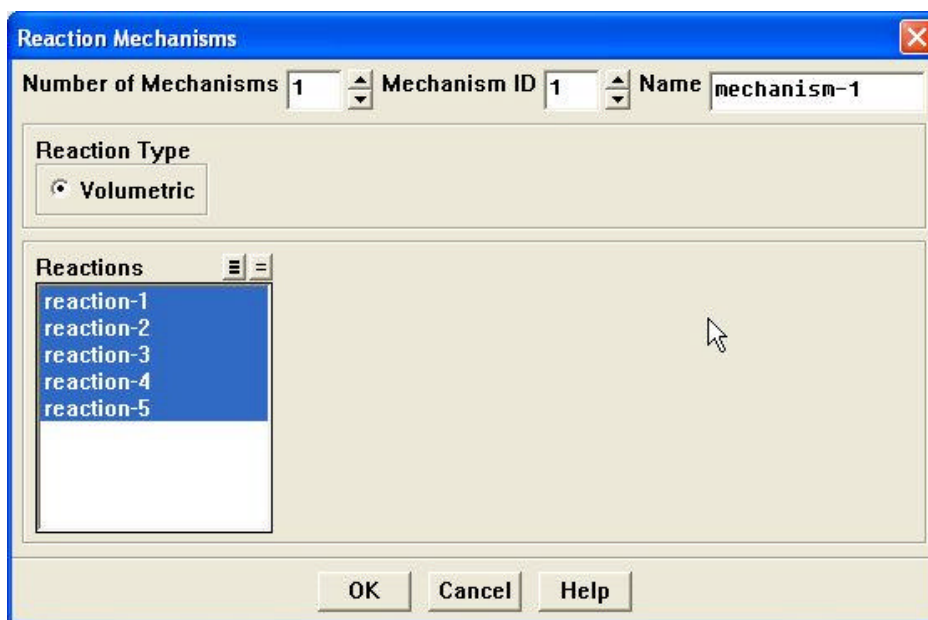 Reaction Mechanisms
Number of Mechanisms 1 Mechanism ID 1 Name mechanism-1
Reaction Type
Volumetric
Reactions
reaction-1
reaction-2
reaction-3
reaction-4
reaction-5
OK Cancel Help